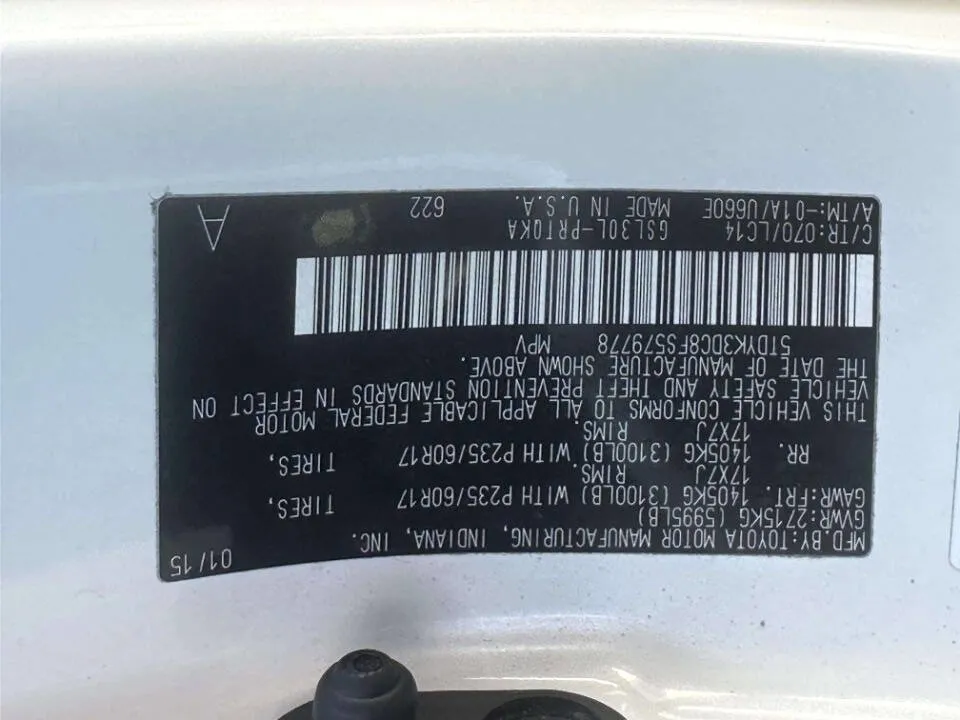 MFD.BY:TOYOTA MOTOR MANUFACTURING, INDIANA, INC. 01/15
GVWR:2715KG (5995LB)
GAWR:FRT. 1405KG (3100LB) WITH P235/60R17 TIRES,
17X7J RIMS.
RR. 1405KG (3100LB) WITH P235/60R17 TIRES,
17X7J RIMS.
THIS VEHICLE CONFORMS TO ALL APPLICABLE FEDERAL MOTOR
VEHICLE SAFETY AND THEFT PREVENTION STANDARDS IN EFFECT ON
THE DATE OF MANUFACTURE SHOWN ABOVE.
5TDYK3DC8FS579778 MPV
C/TR:070/LC14 GSL30L-PRTQKA
A/TM:-01A/U660E MADE IN U.S.A. 622
A